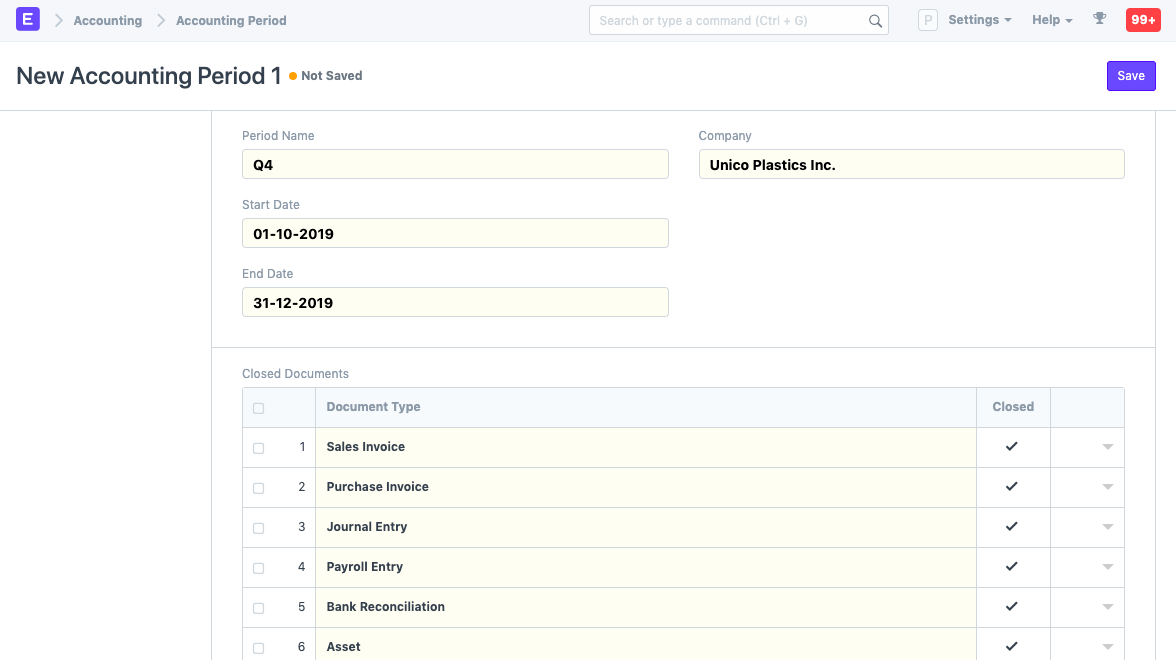 E Accounting Accounting Period Search or type a command (Ctrl + G) P Settings Help 99+
New Accounting Period 1 Not Saved Save
Period Name Company
Q4 Unico Plastics Inc.
Start Date
01-10-2019
End Date
31-12-2019
Closed Documents
Document Type Closed
1 Sales Invoice
2 Purchase Invoice
3 Journal Entry
4 Payroll Entry
5 Bank Reconciliation
6 Asset